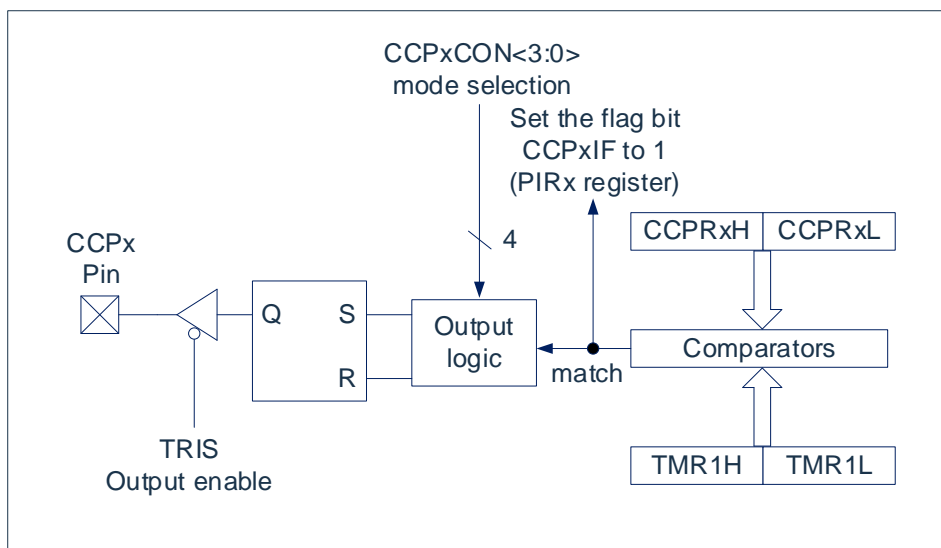 CCPxCON<3:0>
mode selection
Set the flag bit
CCPxIF to 1
(PIRx register)
4
CCPRxH CCPRxL
CCPx
Pin
Q
S
R
Output
logic
match
Comparators
TRIS
Output enable
TMR1H TMR1L